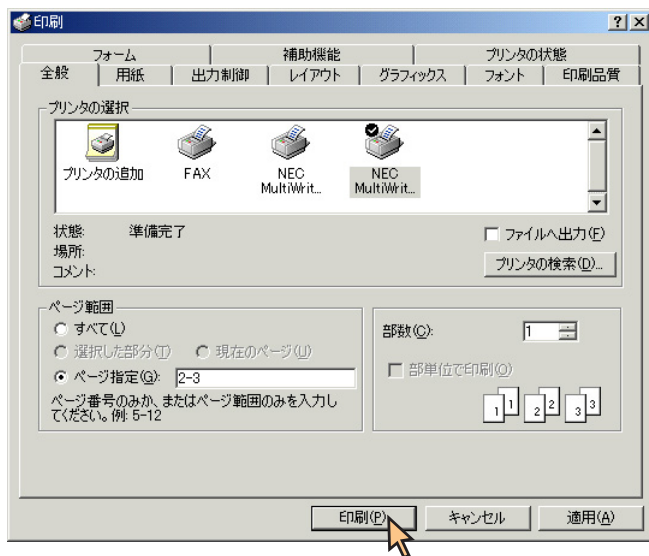 印刷
フォーム 補助機能 プリンタの状態
全般 用紙 出力制御 レイアウト グラフィックス フォント 印刷品質
プリンタの選択
プリンタの追加 FAX NEC MultiWrit... NEC MultiWrit...
状態: 準備完了
場所:
コメント:
ファイルへ出力(F)
プリンタの検索(D)...
ページ範囲
すべて(L)
選択した部分(T) 現在のページ(U)
ページ指定(G): 2-3
ページ番号のみか、またはページ範囲のみを入力し
てください。例: 5-12
部数(C): 1
部単位で印刷(O)
1 1 2 2 3 3
印刷(P) キャンセル 適用(A)